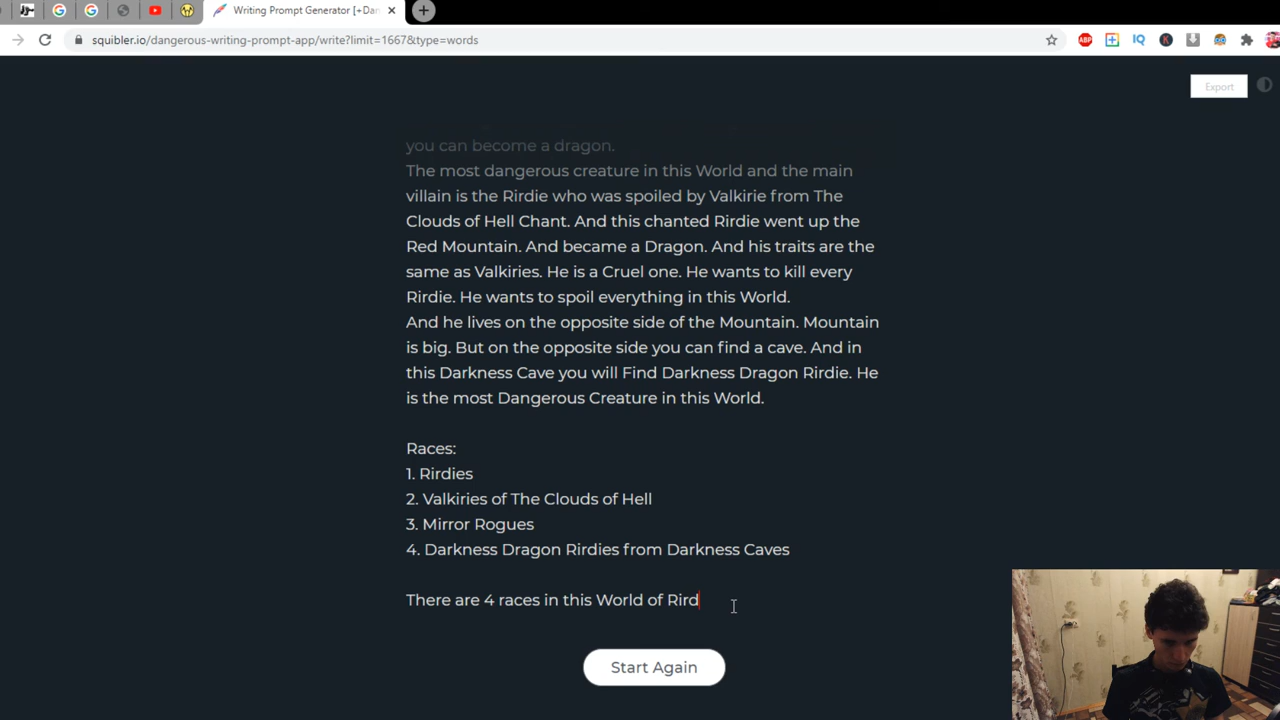 Writing Prompt Generator [+Dan
squibler.io/dangerous-writing-prompt-app/write?limit=1667&type=words
ABP
IQ
K
Export
you can become a dragon.
The most dangerous creature in this World and the main
villain is the Rirdie who was spoiled by Valkirie from The
Clouds of Hell Chant. And this chanted Rirdie went up the
Red Mountain. And became a Dragon. And his traits are the
same as Valkiries. He is a Cruel one. He wants to kill every
Rirdie. He wants to spoil everything in this World.
And he lives on the opposite side of the Mountain. Mountain
is big. But on the opposite side you can find a cave. And in
this Darkness Cave you will Find Darkness Dragon Rirdie. He
is the most Dangerous Creature in this World.
Races:
1. Rirdies
2. Valkiries of The Clouds of Hell
3. Mirror Rogues
4. Darkness Dragon Rirdies from Darkness Caves
There are 4 races in this World of Rird
Start Again